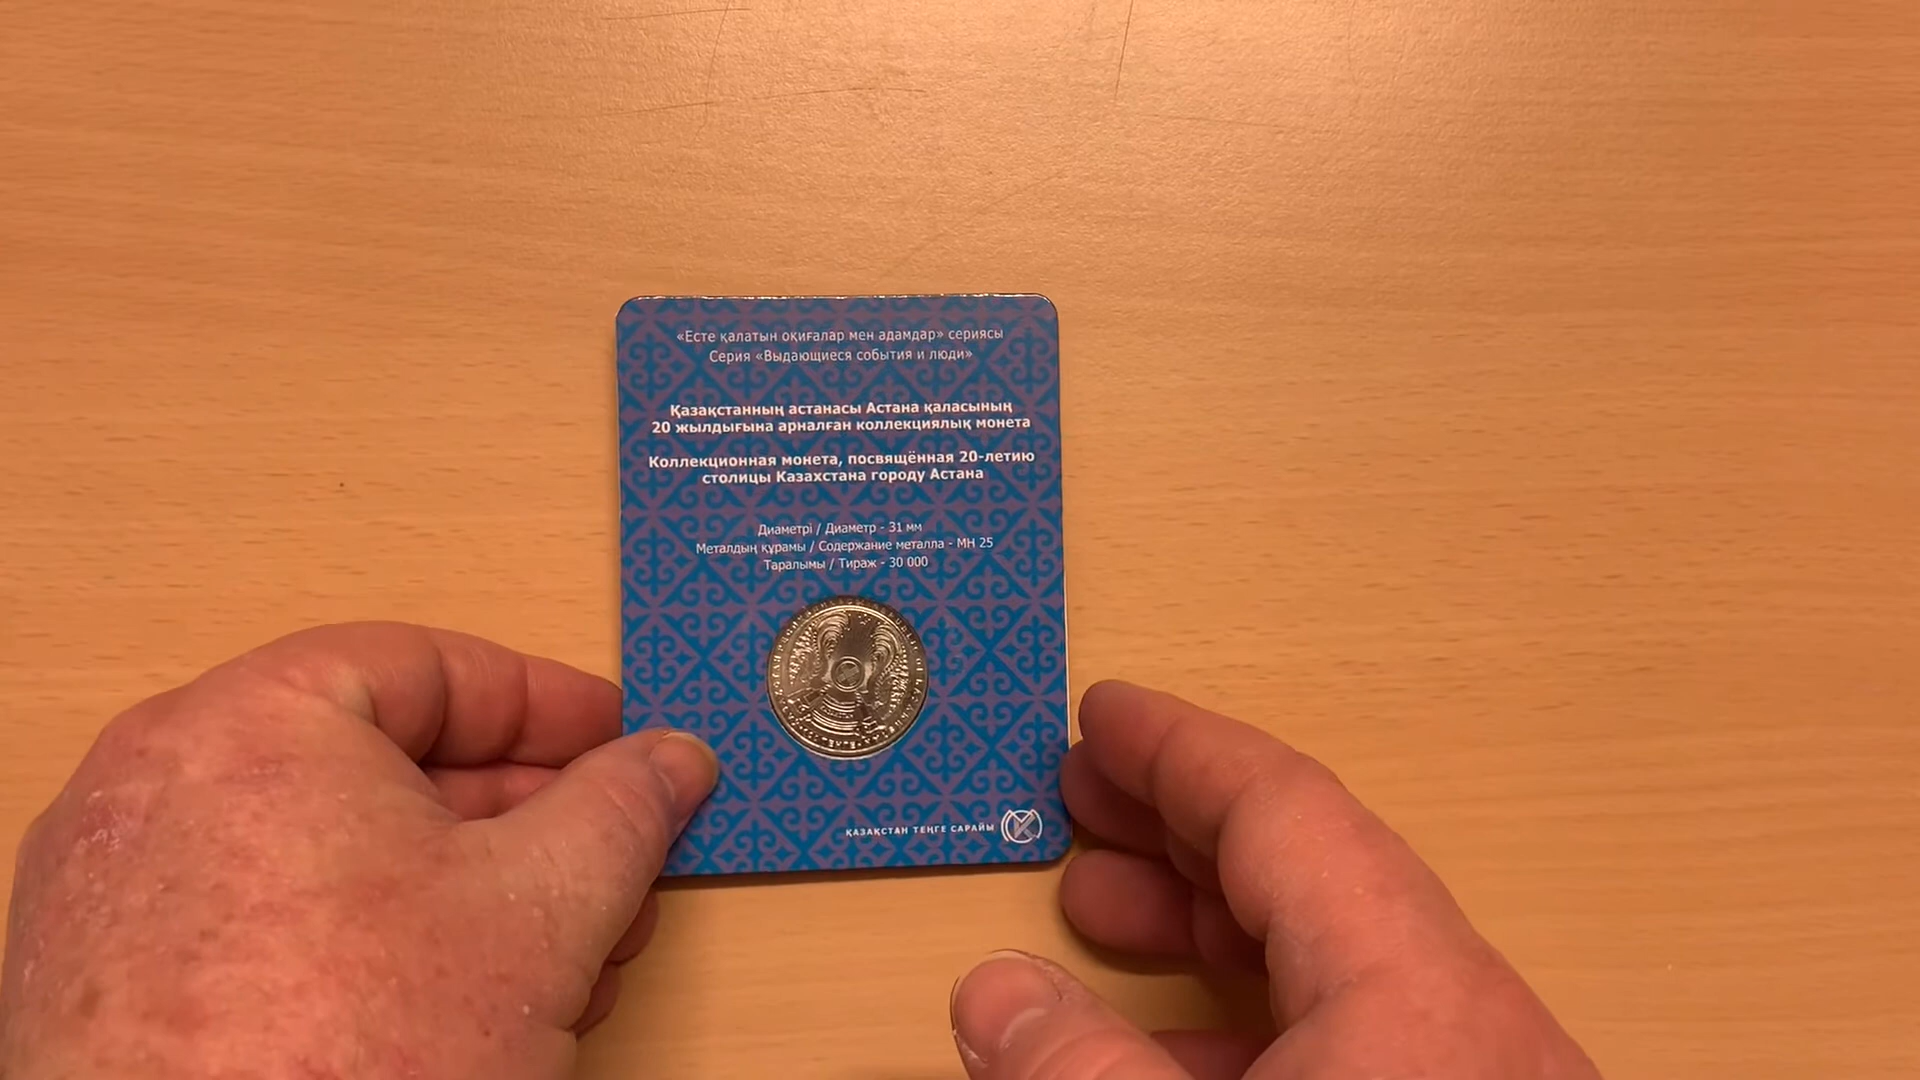 «Есте қалатын оқиғалар мен адамдар» сериясы
Серия «Выдающиеся события и люди»
Қазақстанның астанасы Астана қаласының
20 жылдығына арналған коллекциялық монета
Коллекционная монета, посвящённая 20-летию
столицы Казахстана городу Астана
Диаметрі / Диаметр - 31 мм
Металдың құрамы / Содержание металла - МН 25
Таралымы / Тираж - 30 000
ҚАЗАҚСТАН ТЕҢГЕ САРАЙЫ